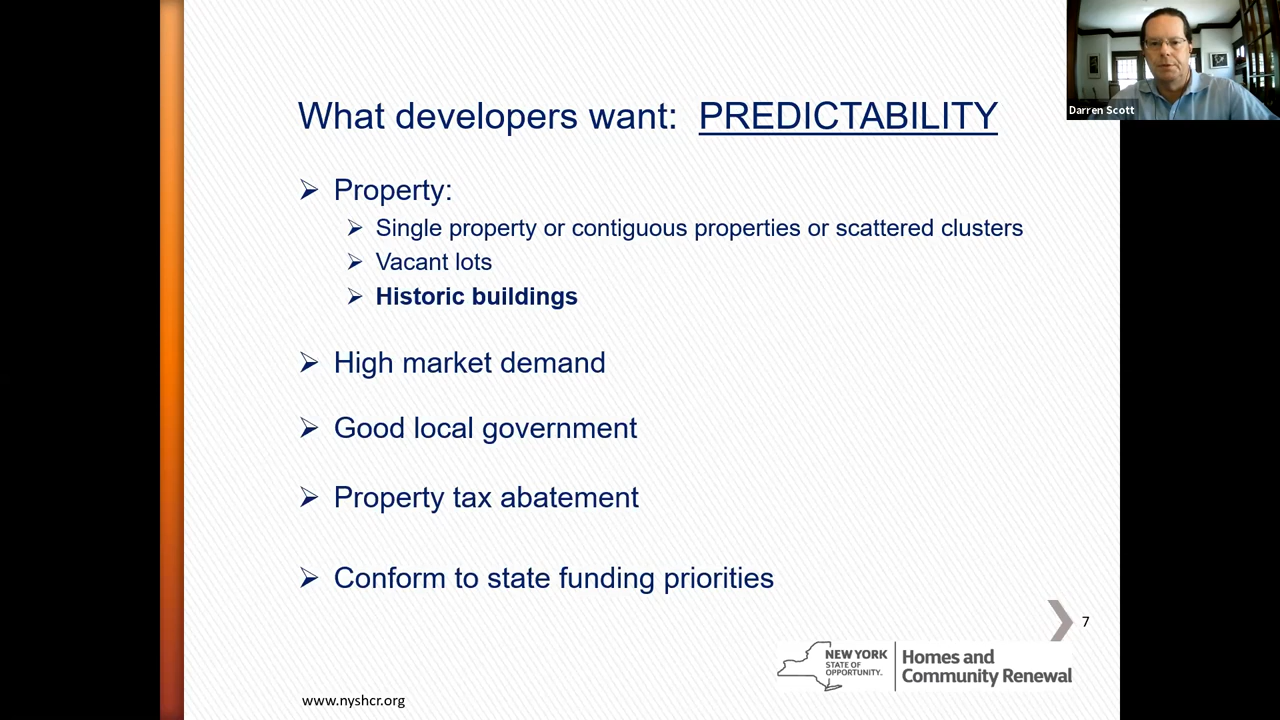 What developers want: PREDICTABILITY
Darren Scott
Property:
Single property or contiguous properties or scattered clusters
Vacant lots
Historic buildings
High market demand
Good local government
Property tax abatement
Conform to state funding priorities
7
NEW YORK
STATE OF
OPPORTUNITY.
Homes and
Community Renewal
www.nyshcr.org